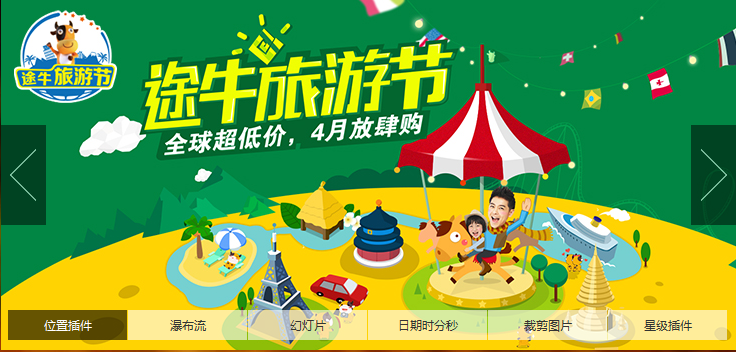 途牛旅游节
途牛旅游节
全球超低价，4月放肆购
位置插件
瀑布流
幻灯片
日期时分秒
裁剪图片
星级插件